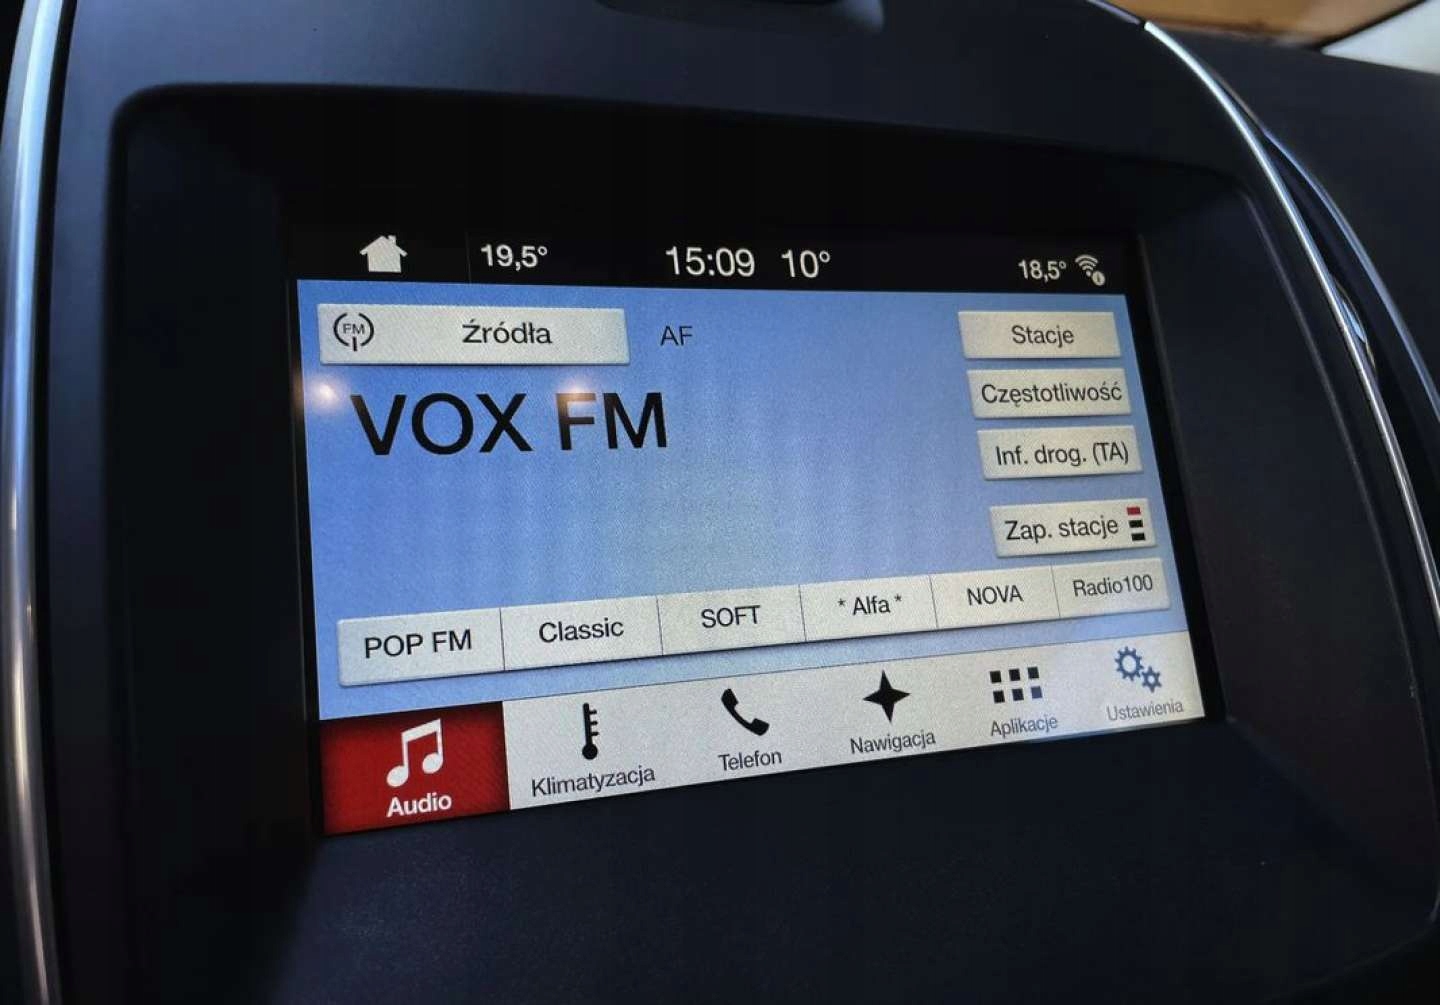 19,5° 15:09 10° 18,5°
FM Źródła AF Stacje
VOX FM
Częstotliwość
Inf. drog. (TA)
Zap. stacje
POP FM Classic SOFT * Alfa * NOVA Radio100
Audio Klimatyzacja Telefon Nawigacja Aplikacje Ustawienia